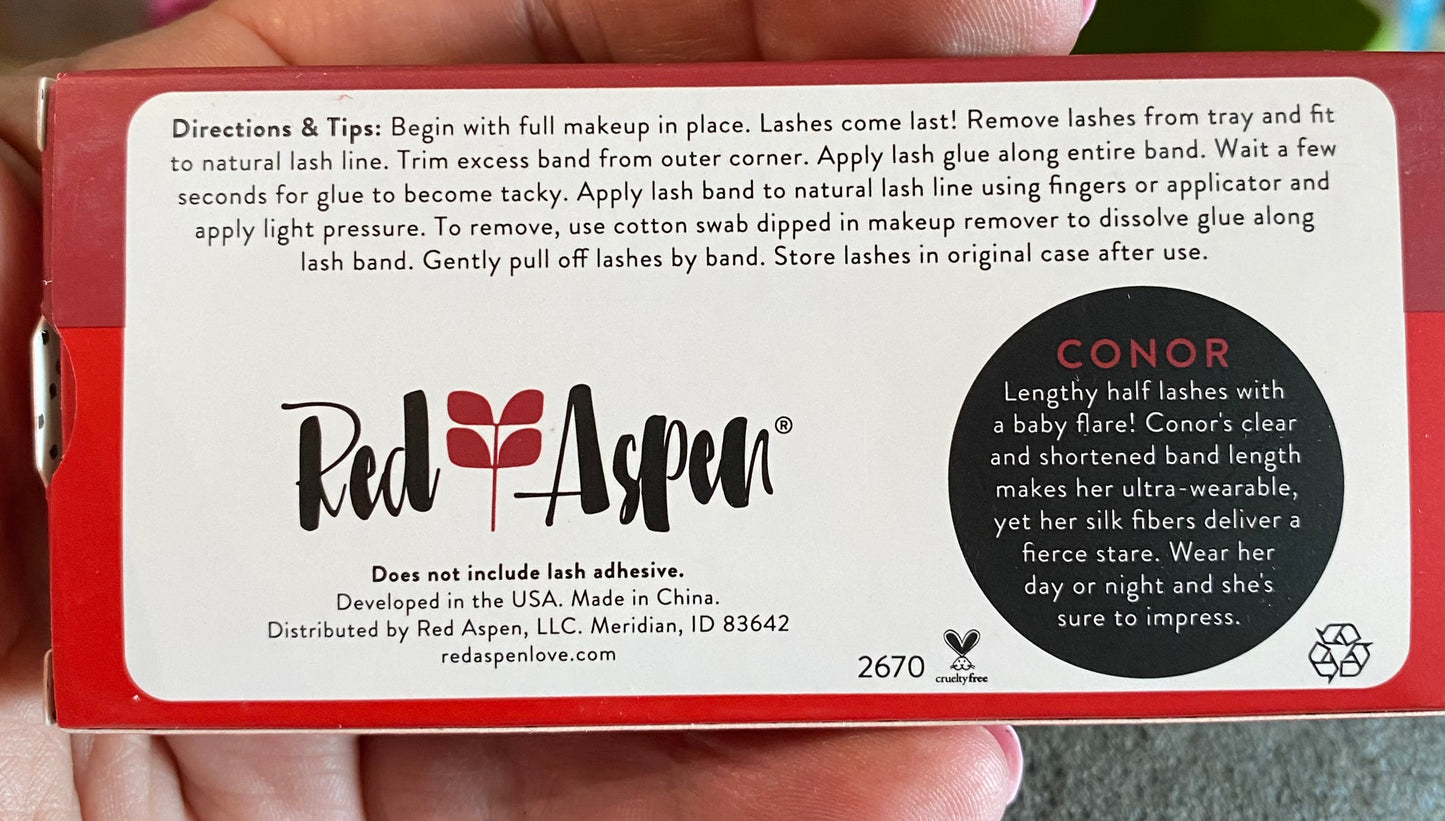 Directions & Tips: Begin with full makeup in place. Lashes come last! Remove lashes from tray and fit
to natural lash line. Trim excess band from outer corner. Apply lash glue along entire band. Wait a few
seconds for glue to become tacky. Apply lash band to natural lash line using fingers or applicator and
apply light pressure. To remove, use cotton swab dipped in makeup remover to dissolve glue along
lash band. Gently pull off lashes by band. Store lashes in original case after use.
Red Aspen®
Does not include lash adhesive.
Developed in the USA. Made in China.
Distributed by Red Aspen, LLC. Meridian, ID 83642
redaspenlove.com
2670
cruelty free
CONOR
Lengthy half lashes with
a baby flare! Conor's clear
and shortened band length
makes her ultra-wearable,
yet her silk fibers deliver a
fierce stare. Wear her
day or night and she's
sure to impress.